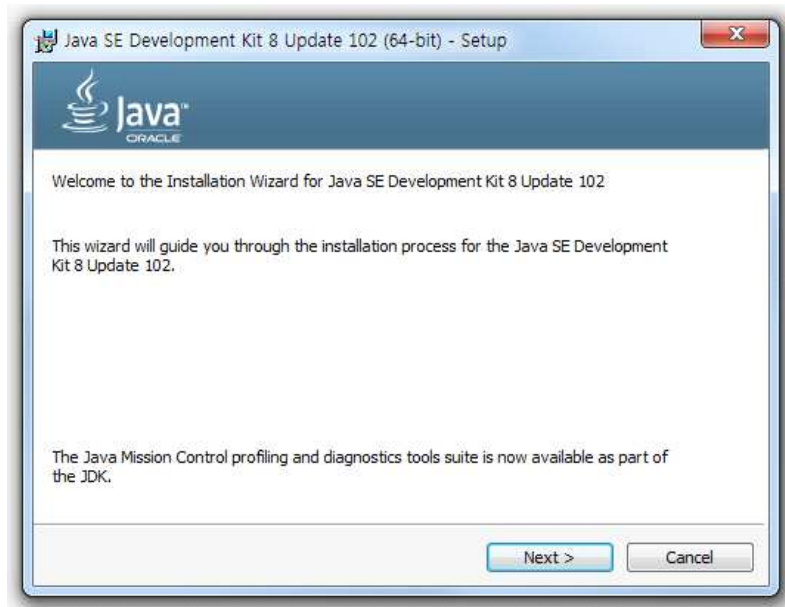 Java SE Development Kit 8 Update 102 (64-bit) - Setup
Java™
ORACLE
Welcome to the Installation Wizard for Java SE Development Kit 8 Update 102
This wizard will guide you through the installation process for the Java SE Development
Kit 8 Update 102.
The Java Mission Control profiling and diagnostics tools suite is now available as part of
the JDK.
Next >
Cancel